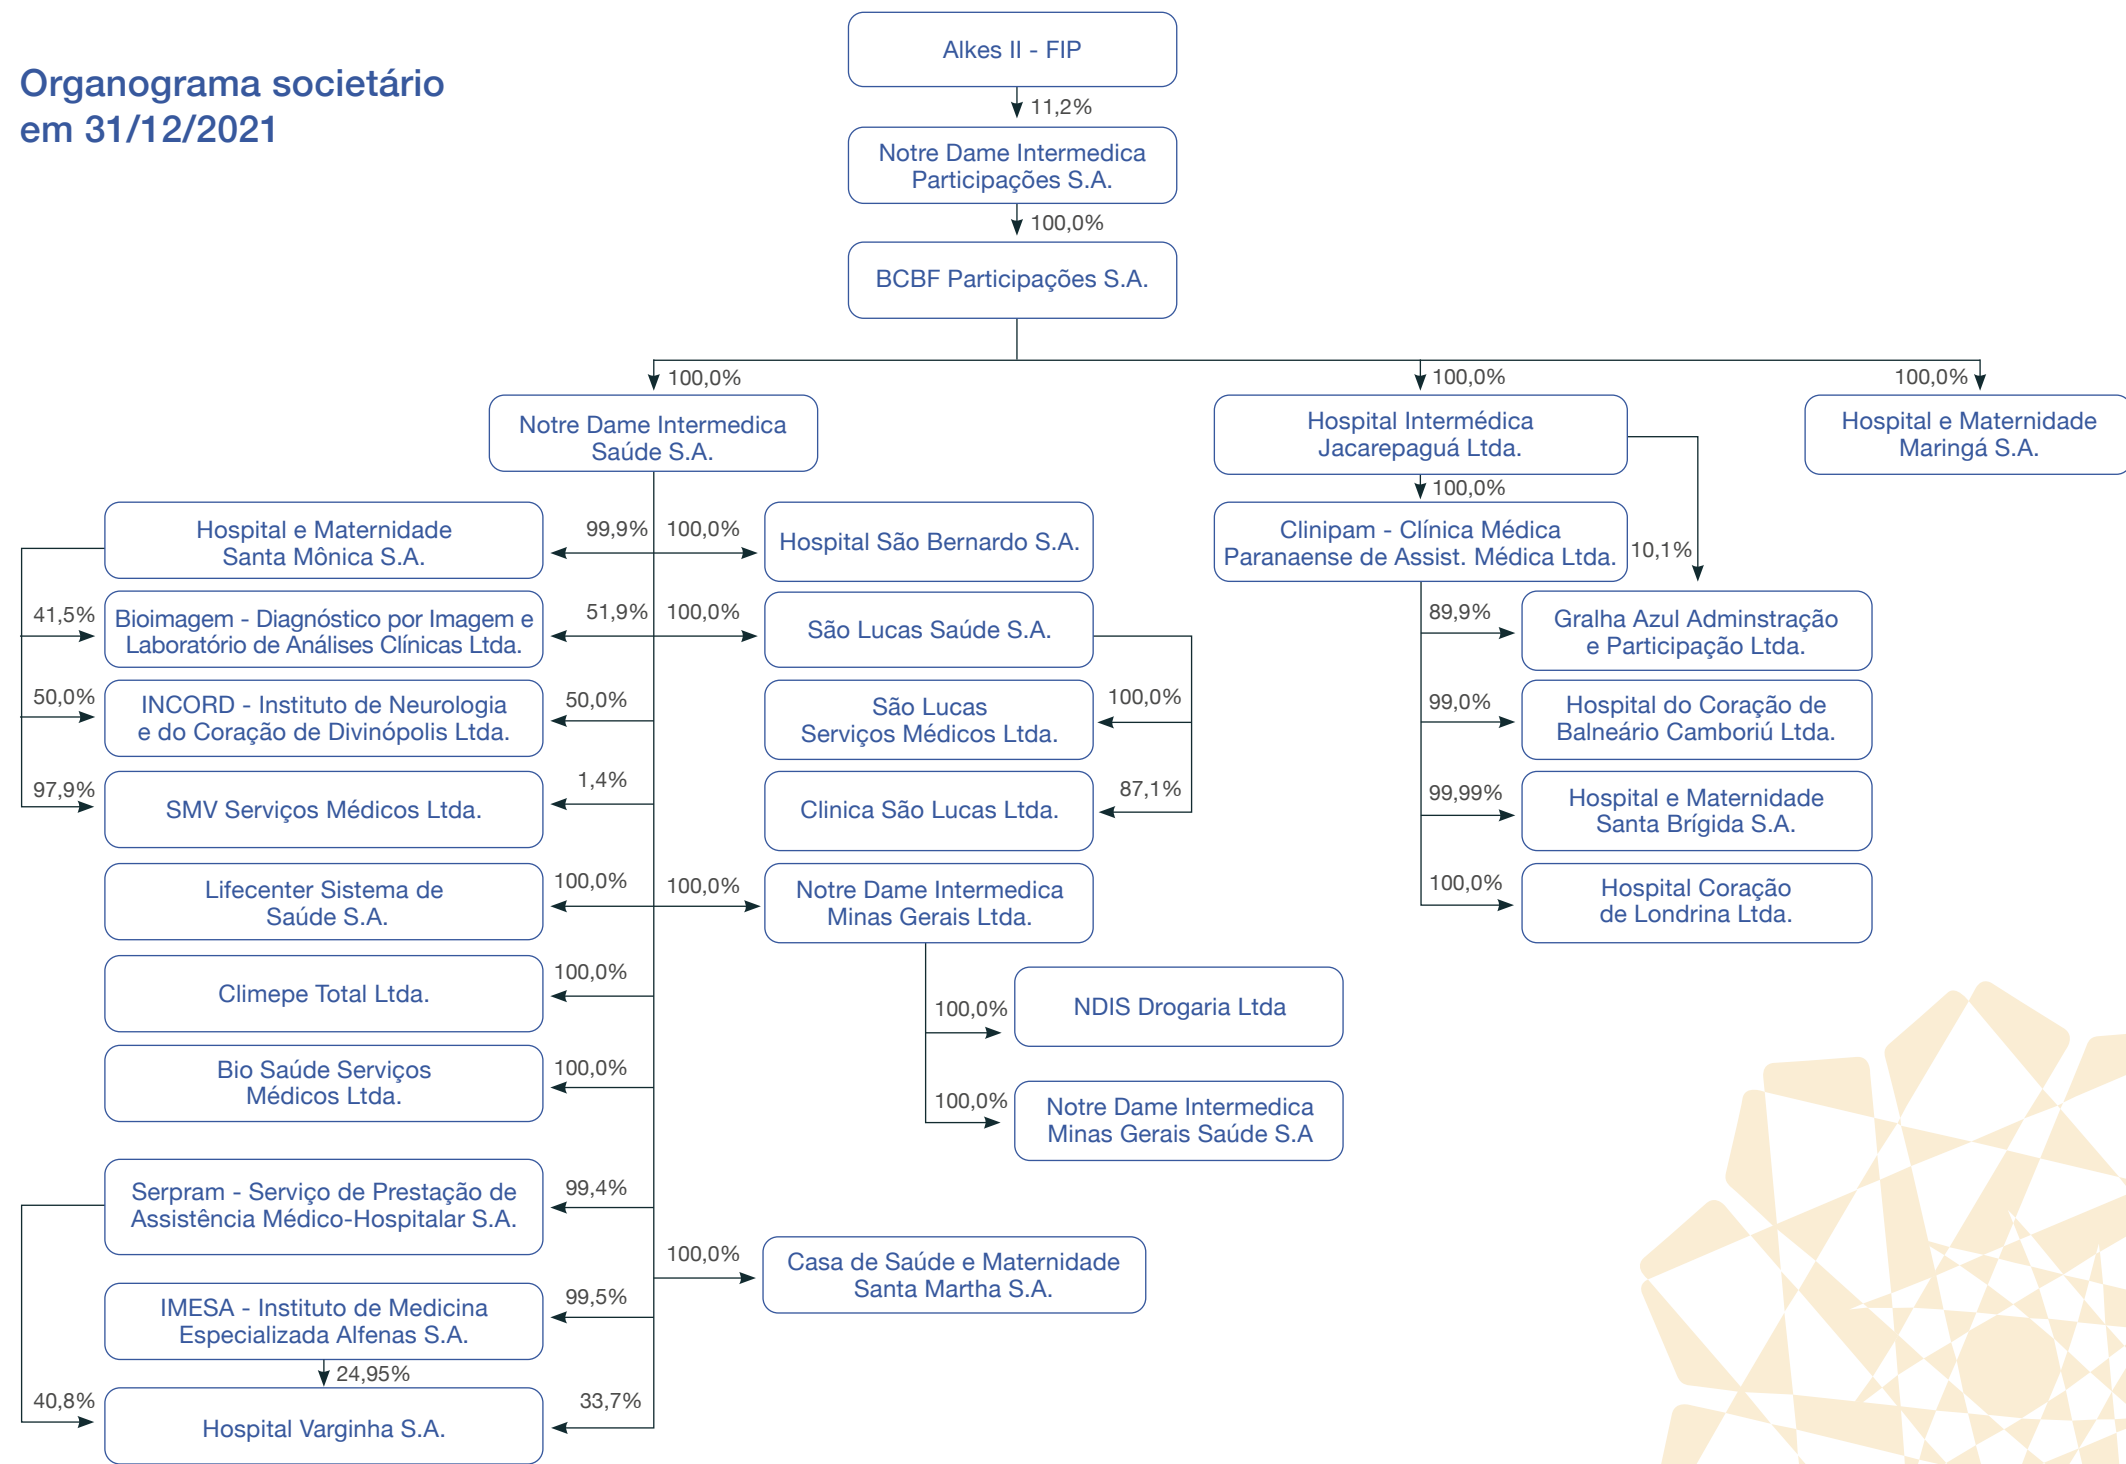 Organograma societário
em 31/12/2021
Alkes II - FIP
11,2%
Notre Dame Intermedica
Participações S.A.
100,0%
BCBF Participações S.A.
100,0%
100,0%
100,0%
Notre Dame Intermedica
Saúde S.A.
Hospital Intermédica
Jacarepaguá Ltda.
Hospital e Maternidade
Maringá S.A.
Hospital e Maternidade
Santa Mônica S.A.
99,9%
100,0%
Hospital São Bernardo S.A.
100,0%
Clinipam - Clínica Médica
Paranaense de Assist. Médica Ltda.
10,1%
41,5%
Bioimagem - Diagnóstico por Imagem e
Laboratório de Análises Clínicas Ltda.
51,9%
100,0%
São Lucas Saúde S.A.
89,9%
Gralha Azul Adminstração
e Participação Ltda.
50,0%
INCORD - Instituto de Neurologia
e do Coração de Divinópolis Ltda.
50,0%
São Lucas
Serviços Médicos Ltda.
100,0%
99,0%
Hospital do Coração de
Balneário Camboriú Ltda.
97,9%
SMV Serviços Médicos Ltda.
1,4%
Clinica São Lucas Ltda.
87,1%
99,99%
Hospital e Maternidade
Santa Brígida S.A.
Lifecenter Sistema de
Saúde S.A.
100,0%
100,0%
Notre Dame Intermedica
Minas Gerais Ltda.
100,0%
Hospital Coração
de Londrina Ltda.
Climepe Total Ltda.
100,0%
100,0%
NDIS Drogaria Ltda
Bio Saúde Serviços
Médicos Ltda.
100,0%
100,0%
Notre Dame Intermedica
Minas Gerais Saúde S.A
Serpram - Serviço de Prestação de
Assistência Médico-Hospitalar S.A.
99,4%
100,0%
Casa de Saúde e Maternidade
Santa Martha S.A.
IMESA - Instituto de Medicina
Especializada Alfenas S.A.
99,5%
24,95%
40,8%
Hospital Varginha S.A.
33,7%